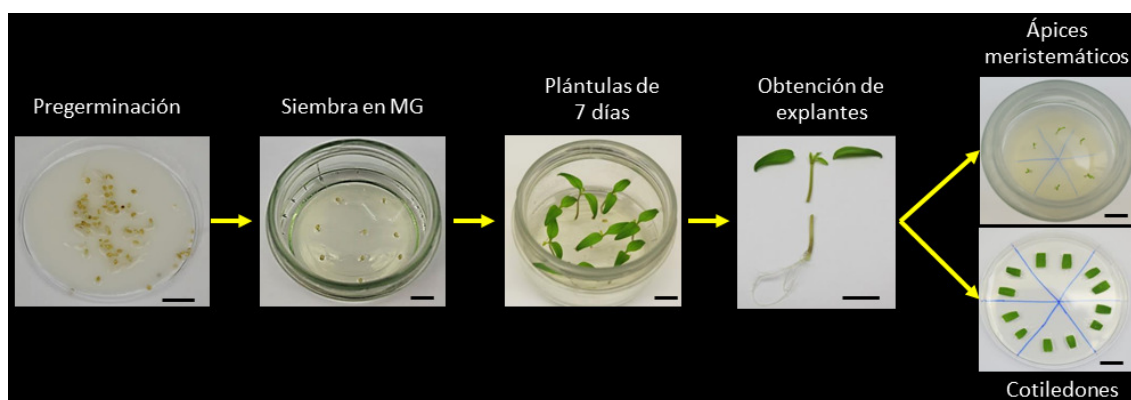 Pregerminación
Siembra en MG
Plántulas de
7 días
Obtención de
explantes
Ápices
meristemáticos
Cotiledones